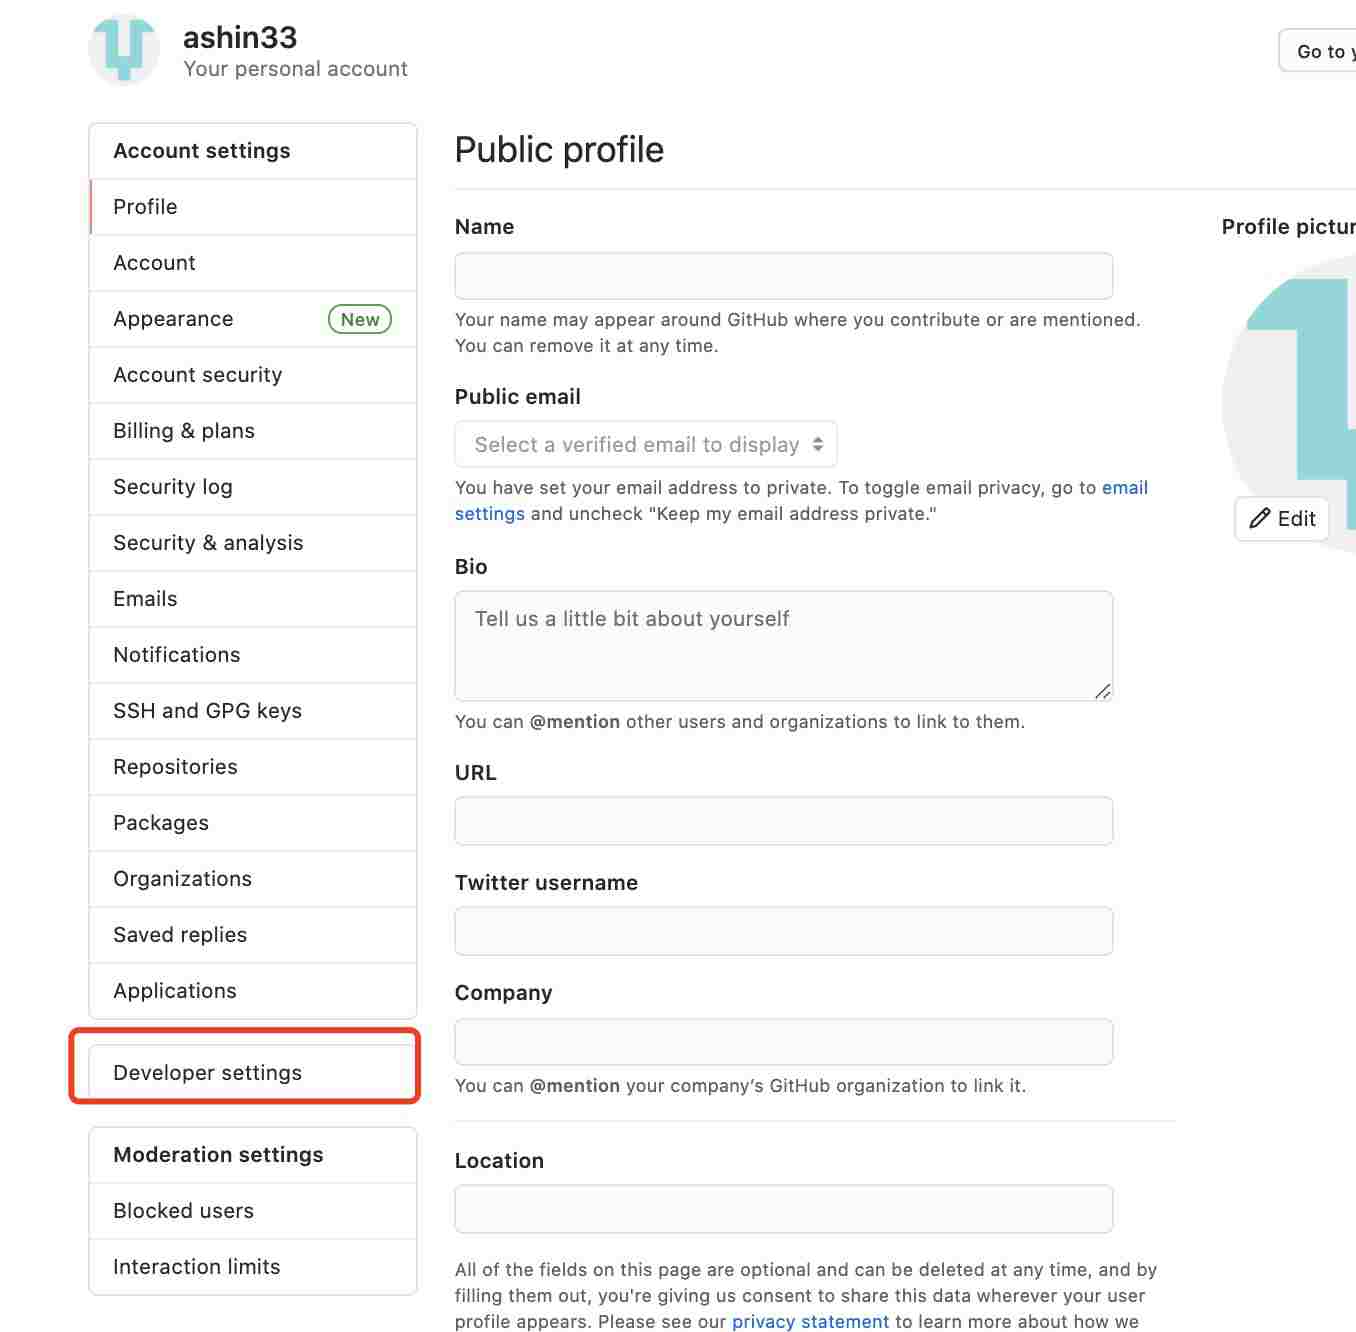 ashin33
Your personal account
Go to
Account settings
Profile
Account
Appearance New
Account security
Billing & plans
Security log
Security & analysis
Emails
Notifications
SSH and GPG keys
Repositories
Packages
Organizations
Saved replies
Applications
Developer settings
Moderation settings
Blocked users
Interaction limits
Public profile
Name
Your name may appear around GitHub where you contribute or are mentioned.
You can remove it at any time.
Public email
Select a verified email to display
You have set your email address to private. To toggle email privacy, go to email
settings and uncheck "Keep my email address private."
Bio
Tell us a little bit about yourself
You can @mention other users and organizations to link to them.
URL
Twitter username
Company
You can @mention your company’s GitHub organization to link it.
Location
All of the fields on this page are optional and can be deleted at any time, and by
filling them out, you're giving us consent to share this data wherever your user
profile appears. Please see our privacy statement to learn more about how we
Profile
Edit